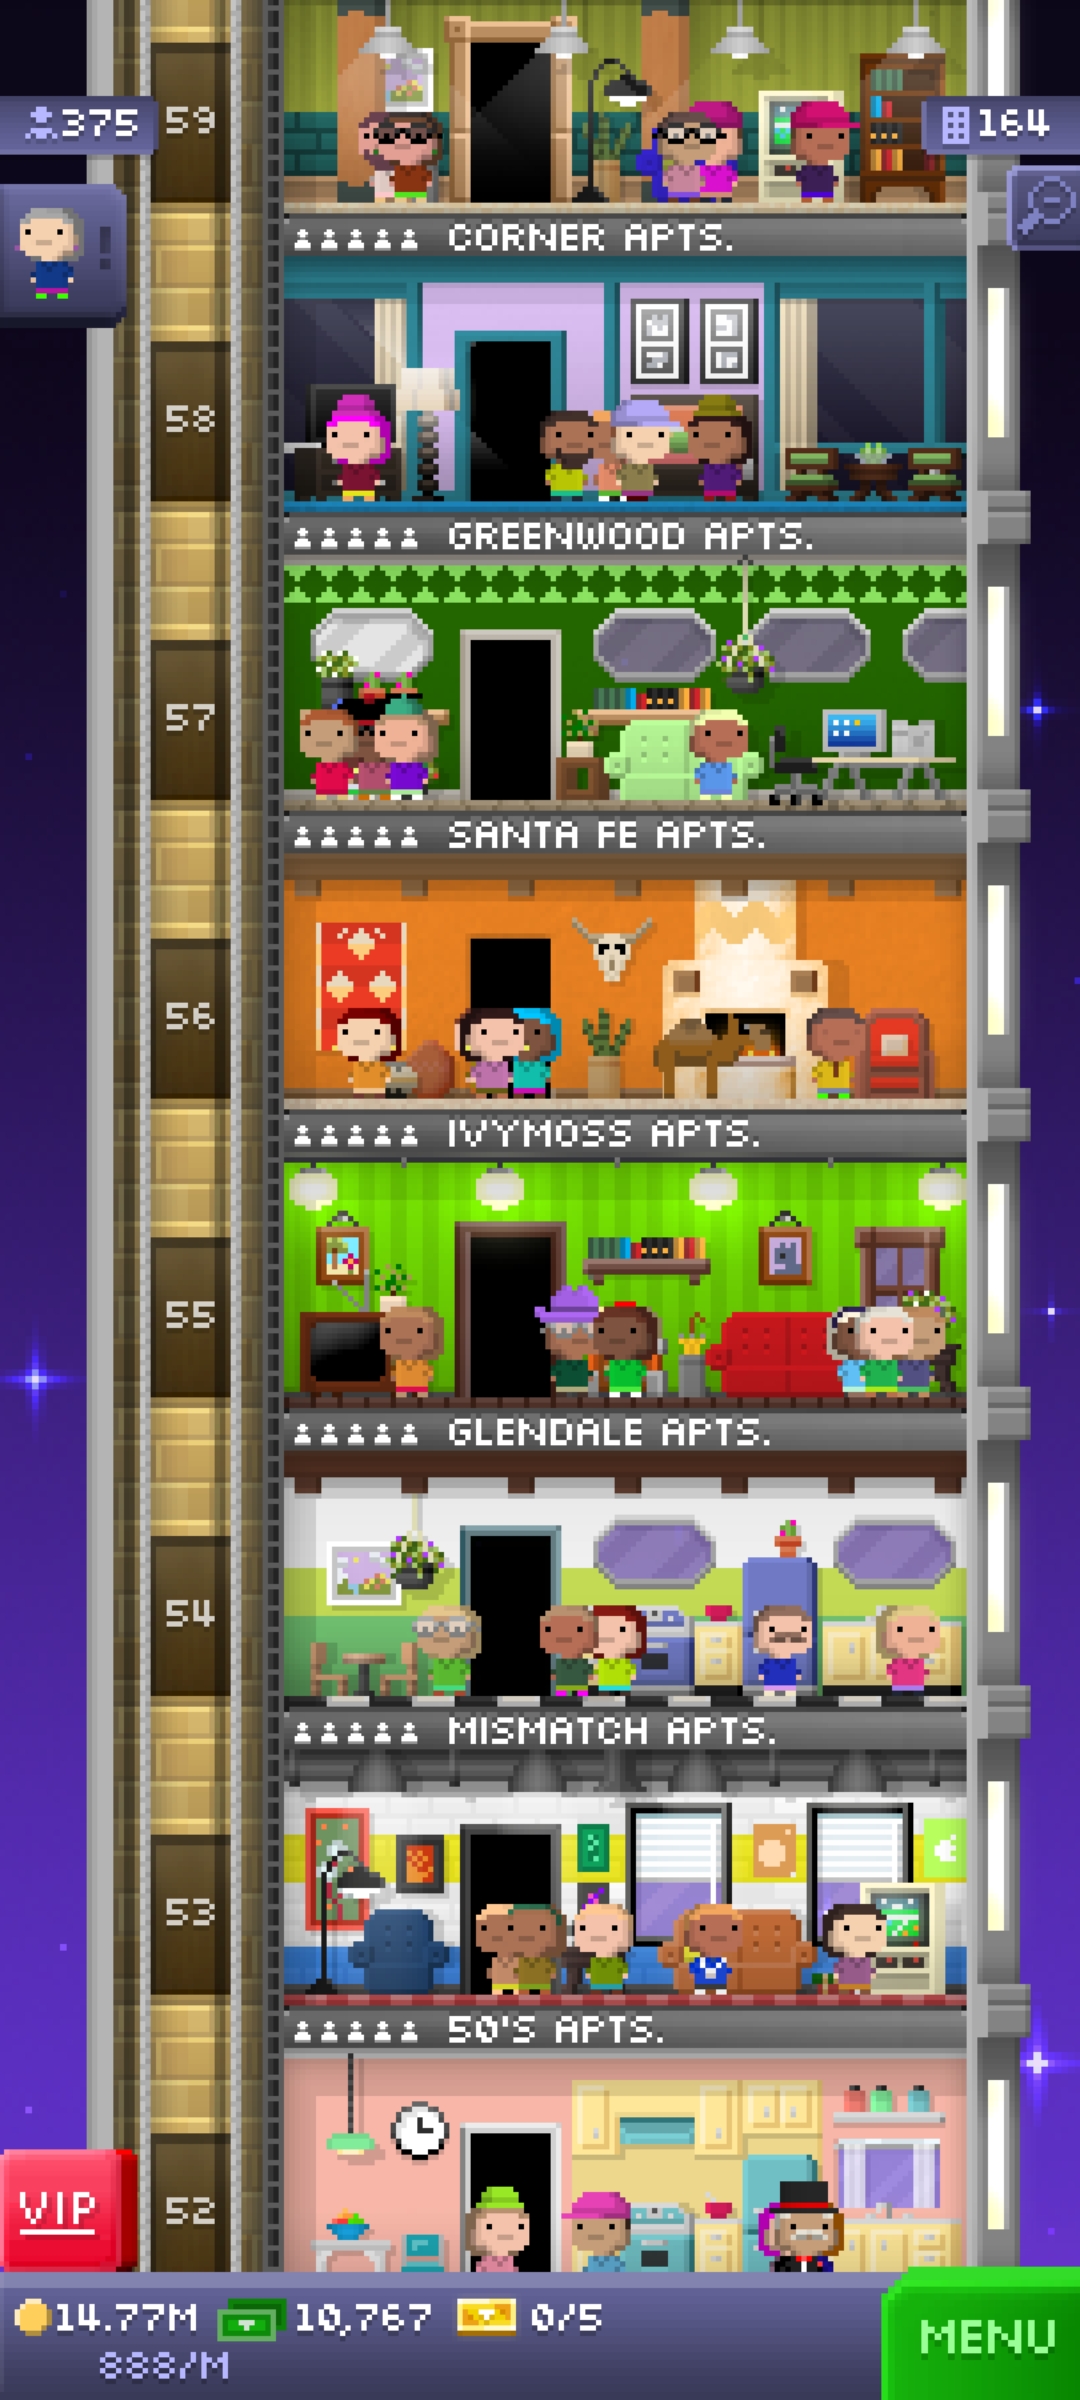 59
375
164
CORNER APTS.
58
GREENWOOD APTS.
57
SANTA FE APTS.
56
IVYMOSS APTS.
55
GLENDALE APTS.
54
MISMATCH APTS.
53
50'S APTS.
52
VIP
14.77M 10,767 0/5
888/M
MENU